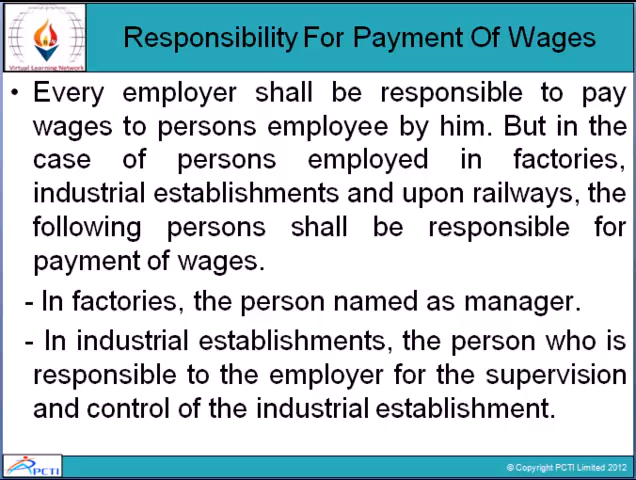 Responsibility For Payment Of Wages
Virtual Learning Network
• Every employer shall be responsible to pay
wages to persons employee by him. But in the
case of persons employed in factories,
industrial establishments and upon railways, the
following persons shall be responsible for
payment of wages.
- In factories, the person named as manager.
- In industrial establishments, the person who is
responsible to the employer for the supervision
and control of the industrial establishment.
PCTI
© Copyright PCTI Limited 2012